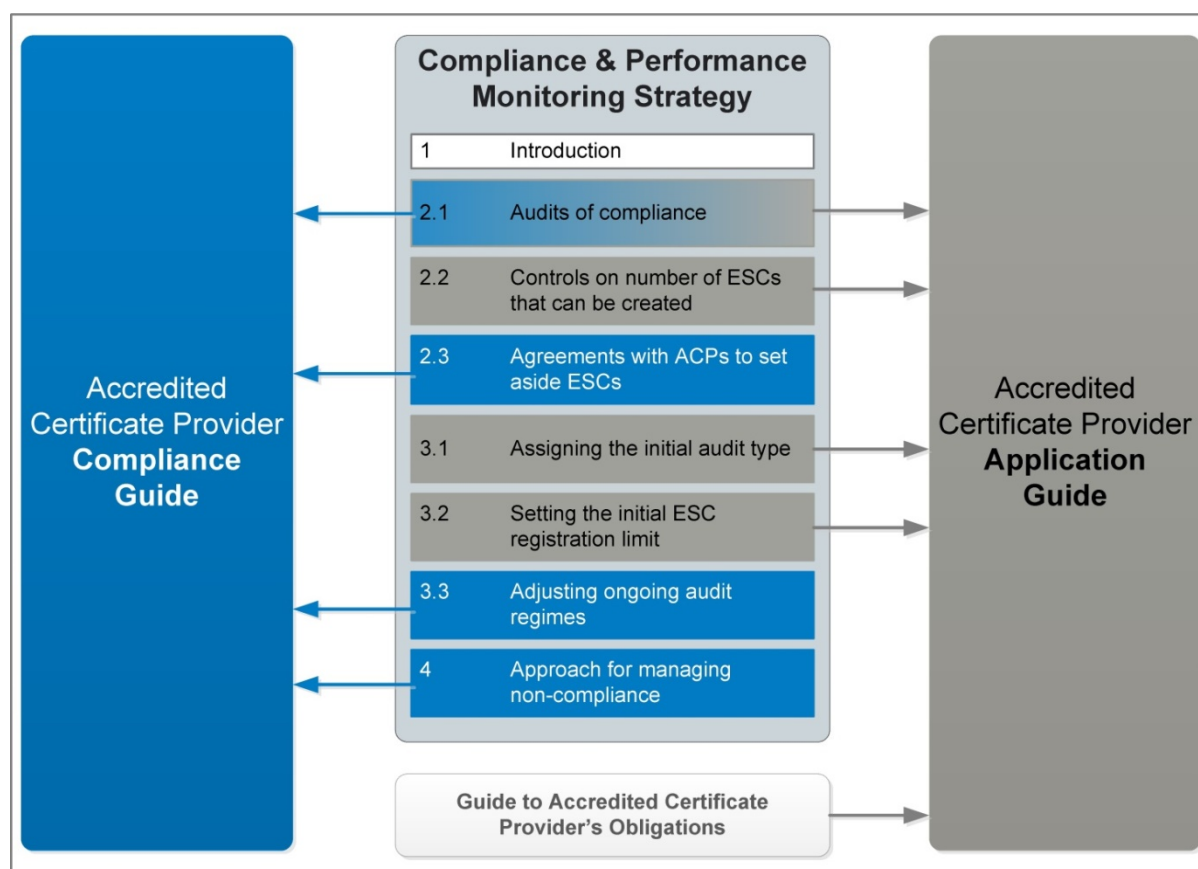 Accredited
Certificate Provider
Compliance
Guide
Compliance & Performance
Monitoring Strategy
1 Introduction
2.1 Audits of compliance
2.2 Controls on number of ESCs
that can be created
2.3 Agreements with ACPs to set
aside ESCs
3.1 Assigning the initial audit type
3.2 Setting the initial ESC
registration limit
3.3 Adjusting ongoing audit
regimes
4 Approach for managing
non-compliance
Guide to Accredited Certificate
Provider's Obligations
Accredited
Certificate Provider
Application
Guide